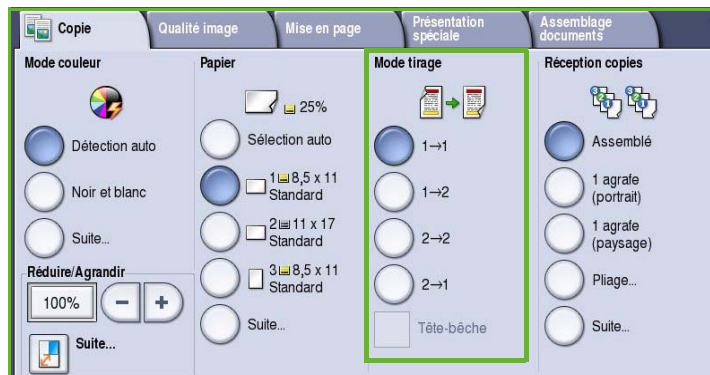 Copie
Qualité image
Mise en page
Présentation
spéciale
Assemblage
documents
Mode couleur
Détection auto
Noir et blanc
Suite...
Réduire/Agrandir
100%
Suite...
Papier
25%
Sélection auto
1 8,5 x 11
Standard
2 11 x 17
Standard
3 8,5 x 11
Standard
Suite...
Mode tirage
1→1
1→2
2→2
2→1
Tête-bêche
Réception copies
Assemblé
1 agrafe
(portrait)
1 agrafe
(paysage)
Pliage...
Suite...